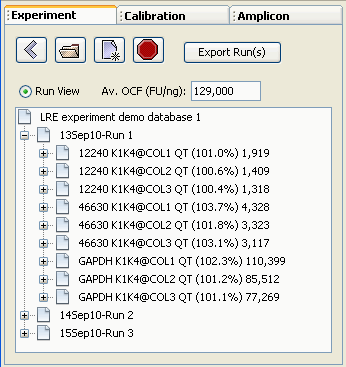 Experiment Calibration Amplicon
Export Run(s)
Run View Av. OCF (FU/ng): 129,000
LRE experiment demo database 1
13Sep10-Run 1
12240 K1K4@COL1 QT (101.0%) 1,919
12240 K1K4@COL2 QT (100.6%) 1,409
12240 K1K4@COL3 QT (100.4%) 1,318
46630 K1K4@COL1 QT (103.7%) 4,328
46630 K1K4@COL2 QT (101.8%) 3,323
46630 K1K4@COL3 QT (103.1%) 3,117
GAPDH K1K4@COL1 QT (102.3%) 110,399
GAPDH K1K4@COL2 QT (101.2%) 85,512
GAPDH K1K4@COL3 QT (101.1%) 77,269
14Sep10-Run 2
15Sep10-Run 3